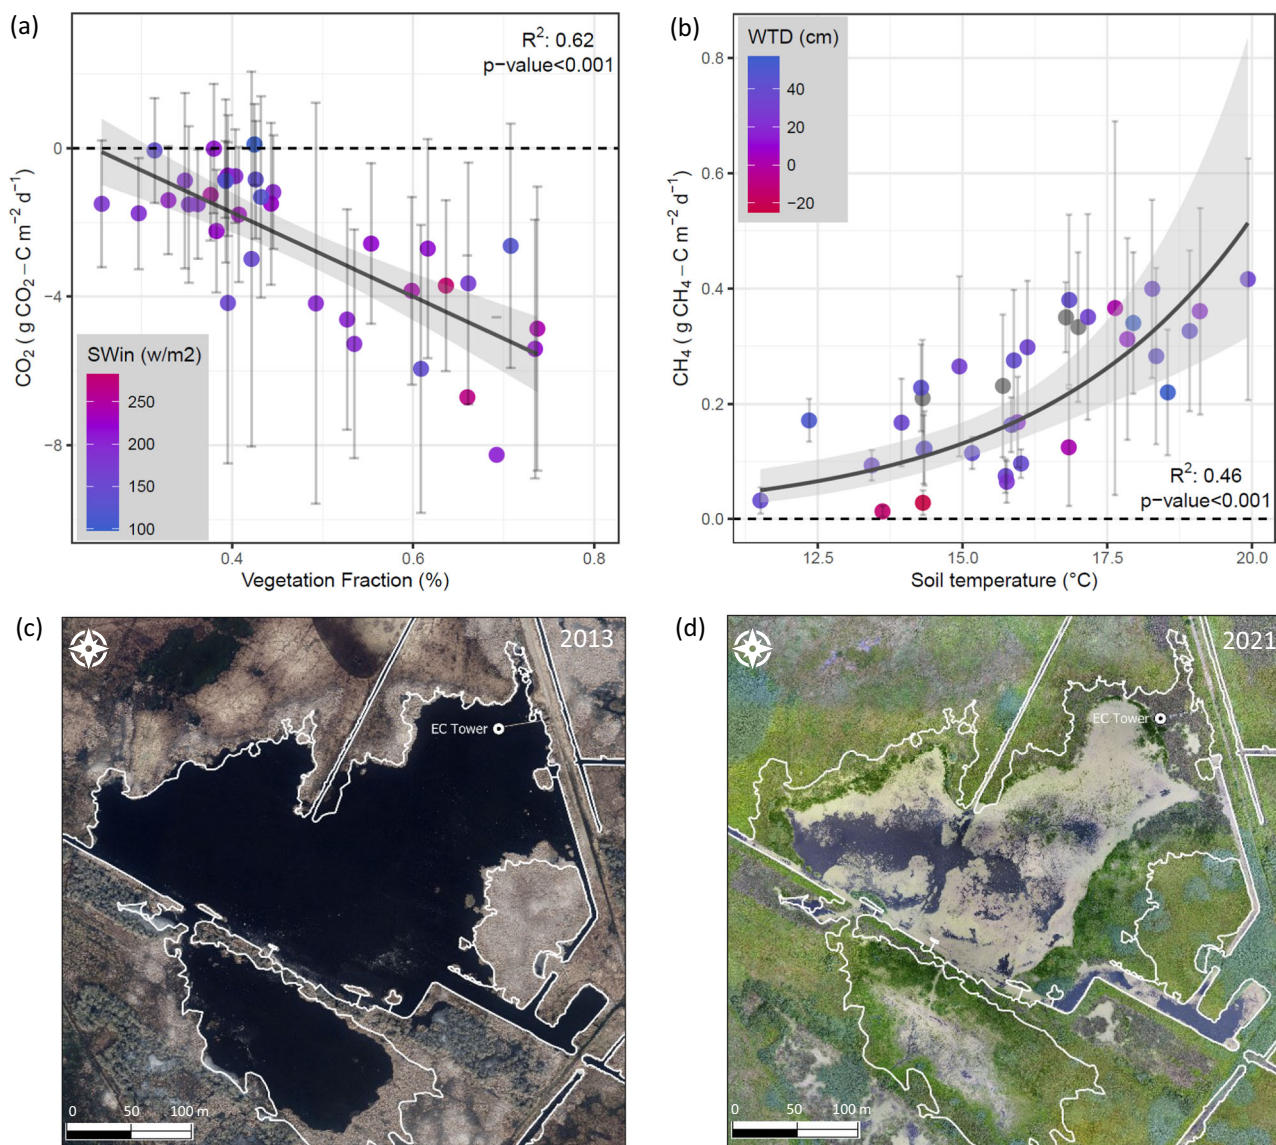 (a)
R²: 0.62
p−value<0.001
CO₂ ( g CO₂ − C m⁻² d⁻¹)
0
−4
−8
SWin (w/m2)
250
200
150
100
0.4
0.6
0.8
Vegetation Fraction (%)
(b)
WTD (cm)
40
20
0
−20
CH₄ ( g CH₄ − C m⁻² d⁻¹)
0.8
0.6
0.4
0.2
0.0
R²: 0.46
p−value<0.001
12.5
15.0
17.5
20.0
Soil temperature (°C)
(c)
2013
EC Tower
0 50 100 m
(d)
2021
EC Tower
0 50 100 m